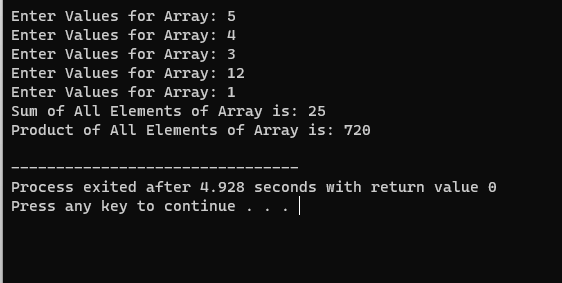 Enter Values for Array: 5
Enter Values for Array: 4
Enter Values for Array: 3
Enter Values for Array: 12
Enter Values for Array: 1
Sum of All Elements of Array is: 25
Product of All Elements of Array is: 720
--------------------------------
Process exited after 4.928 seconds with return value 0
Press any key to continue . . .